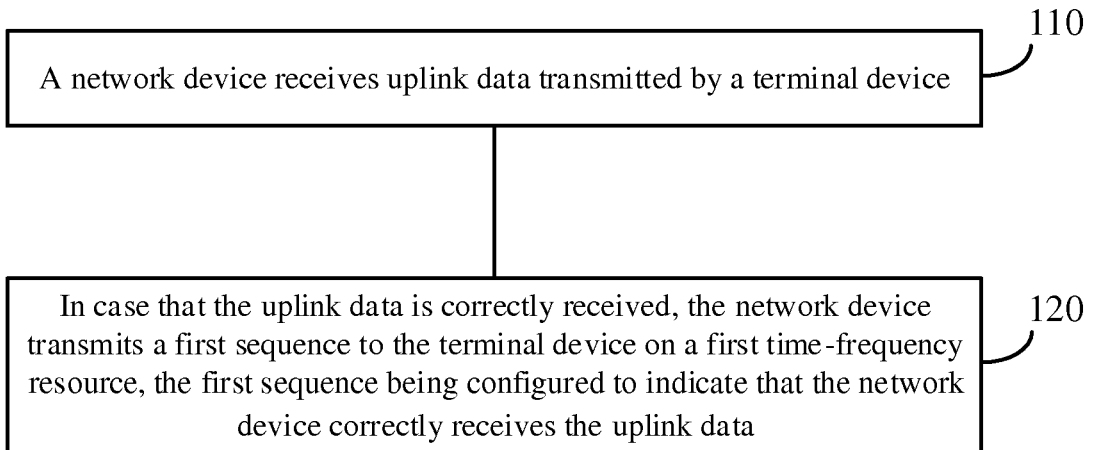 110
A network device receives uplink data transmitted by a terminal device
120
In case that the uplink data is correctly received, the network device
transmits a first sequence to the terminal device on a first time-frequency
resource, the first sequence being configured to indicate that the network
device correctly receives the uplink data